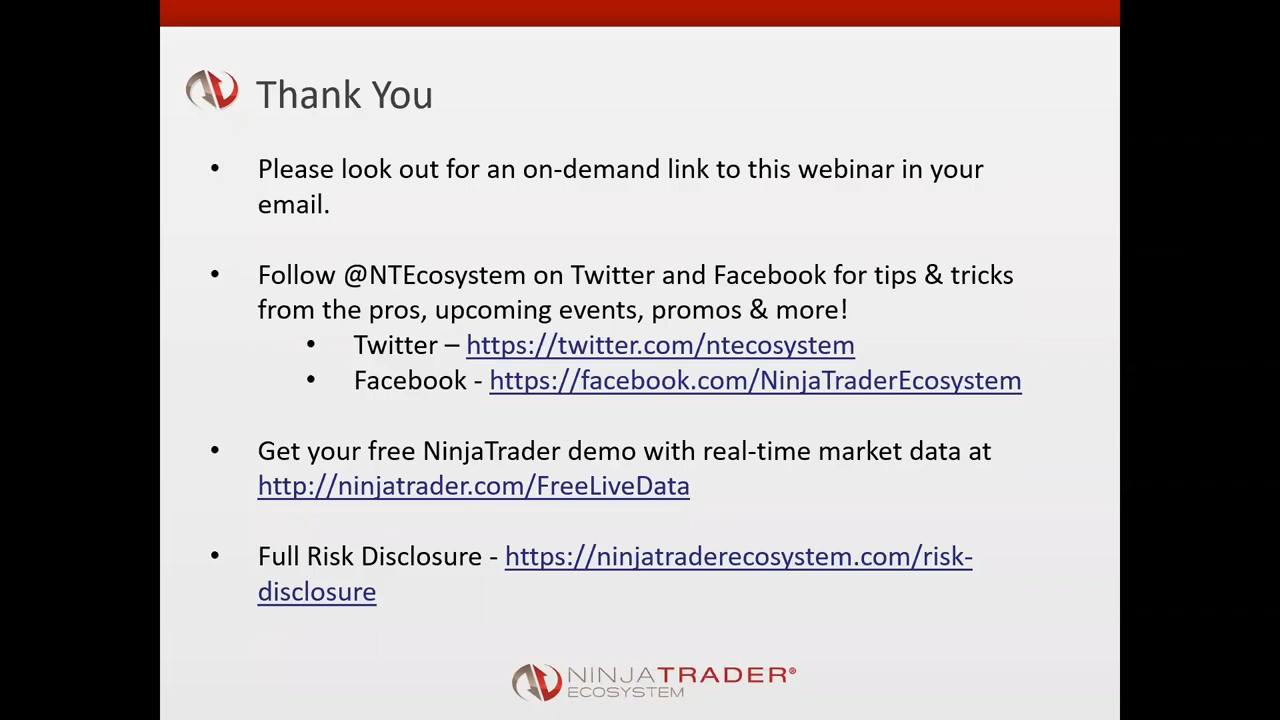 Thank You
• Please look out for an on-demand link to this webinar in your
email.
• Follow @NTEcosystem on Twitter and Facebook for tips & tricks
from the pros, upcoming events, promos & more!
• Twitter – https://twitter.com/ntecosystem
• Facebook - https://facebook.com/NinjaTraderEcosystem
• Get your free NinjaTrader demo with real-time market data at
http://ninjatrader.com/FreeLiveData
• Full Risk Disclosure - https://ninjatraderecosystem.com/risk-
disclosure
NINJATRADER®
ECOSYSTEM